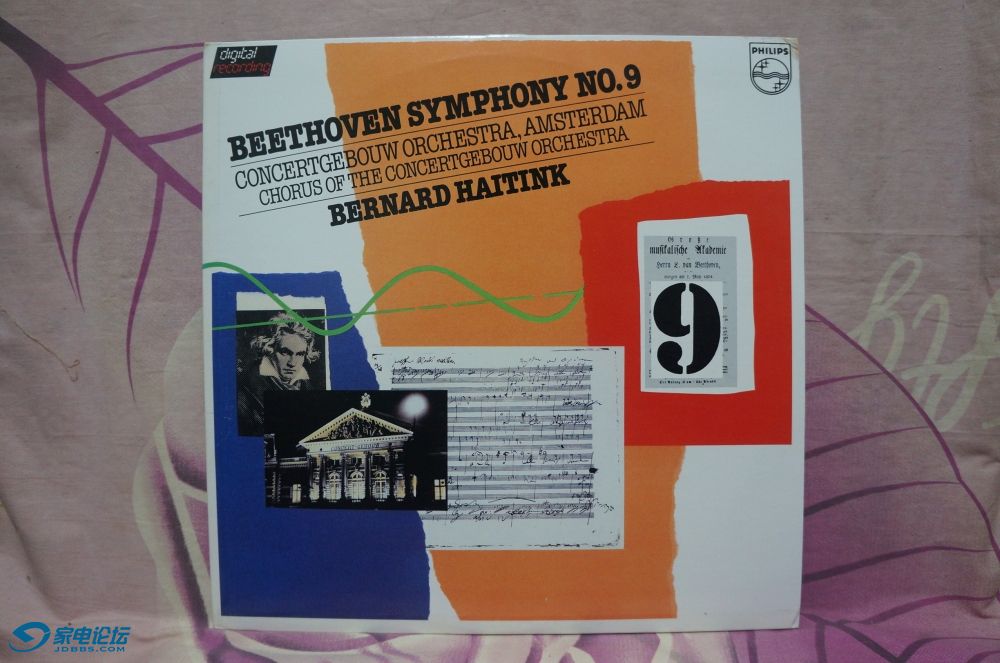 digital
recording
PHILIPS
BEETHOVEN SYMPHONY NO. 9
CONCERTGEBOUW ORCHESTRA, AMSTERDAM
CHORUS OF THE CONCERTGEBOUW ORCHESTRA
BERNARD HAITINK
Große
musikalische Akademie
Herrn L. van Beethoven,
9
家电论坛
JDBBS.COM